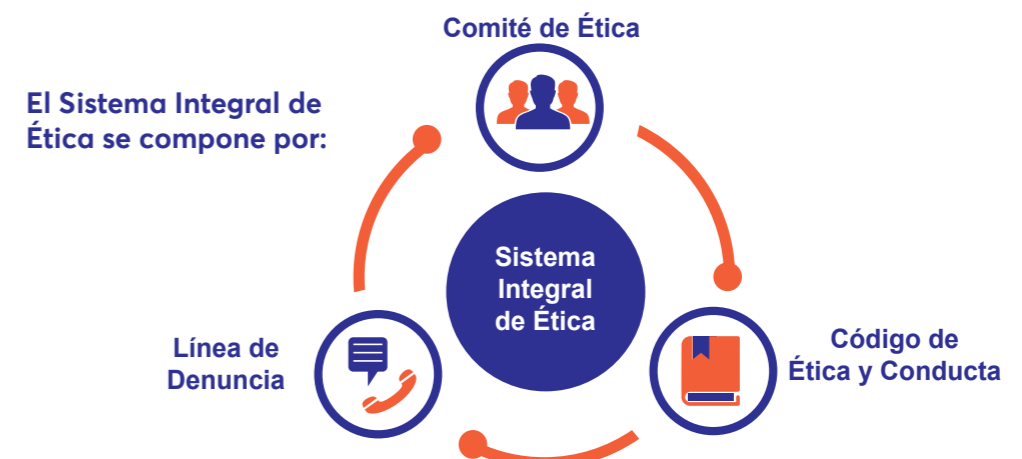 Comité de Ética
El Sistema Integral de
Ética se compone por:
Sistema
Integral
de Ética
Línea de
Denuncia
Código de
Ética y Conducta